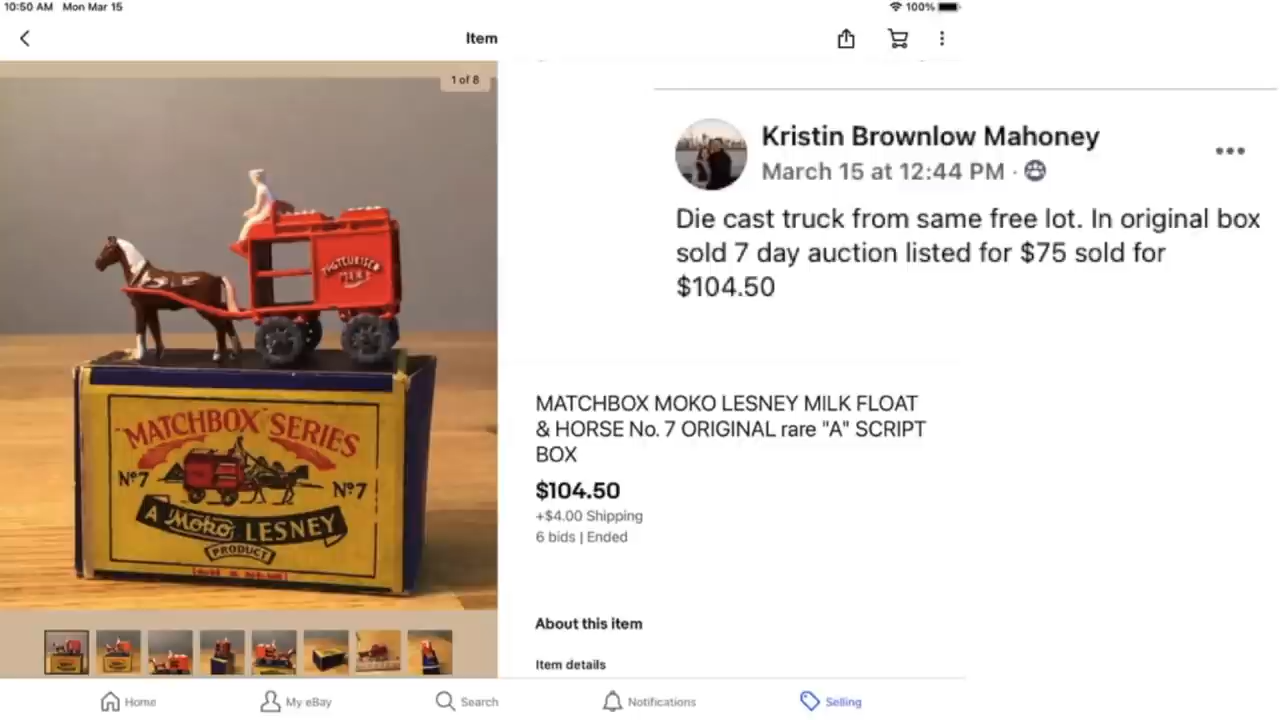 10:50 AM Mon Mar 15
100%
Item
1 of 8
Kristin Brownlow Mahoney
March 15 at 12:44 PM ·
Die cast truck from same free lot. In original box
sold 7 day auction listed for $75 sold for
$104.50
PASTEURISED
MILK
"MATCHBOX" SERIES
Nº7
Nº7
A Moko LESNEY
PRODUCT
MATCHBOX MOKO LESNEY MILK FLOAT
& HORSE No. 7 ORIGINAL rare "A" SCRIPT
BOX
$104.50
+$4.00 Shipping
6 bids | Ended
About this item
Item details
Home
My eBay
Search
Notifications
Selling